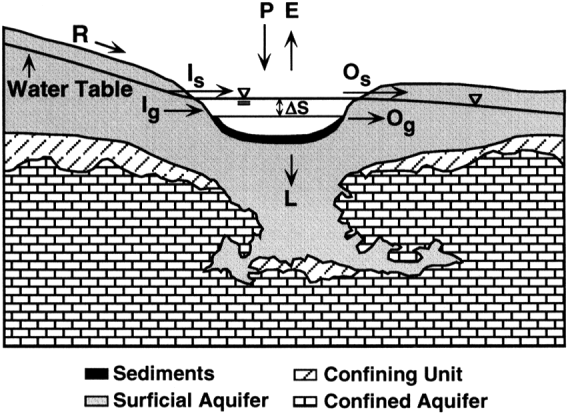 P E
R
Is Os
Water Table
ΔS
Ig Og
L
Sediments Confining Unit
Surficial Aquifer Confined Aquifer